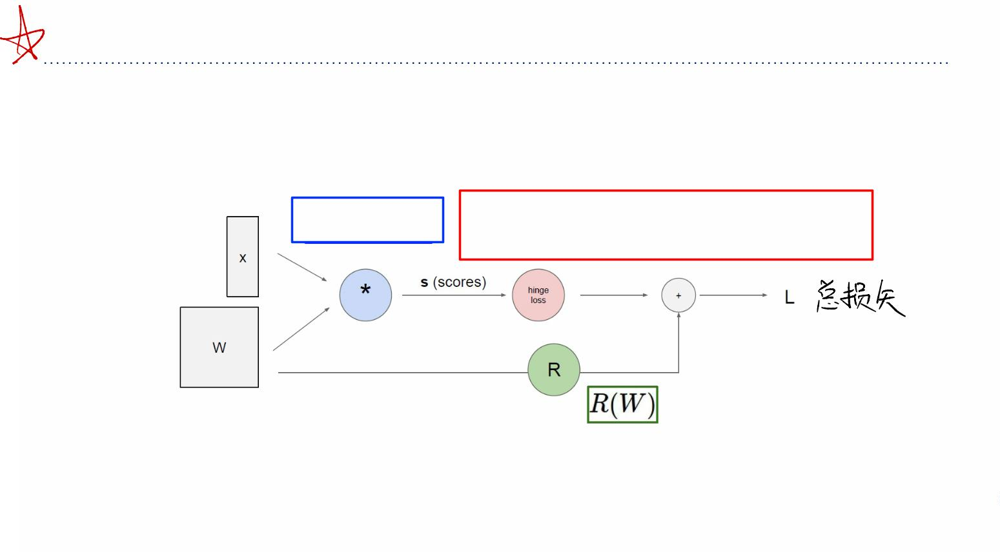 x
*
s (scores)
hinge
loss
+
L 总损失
W
R
R(W)